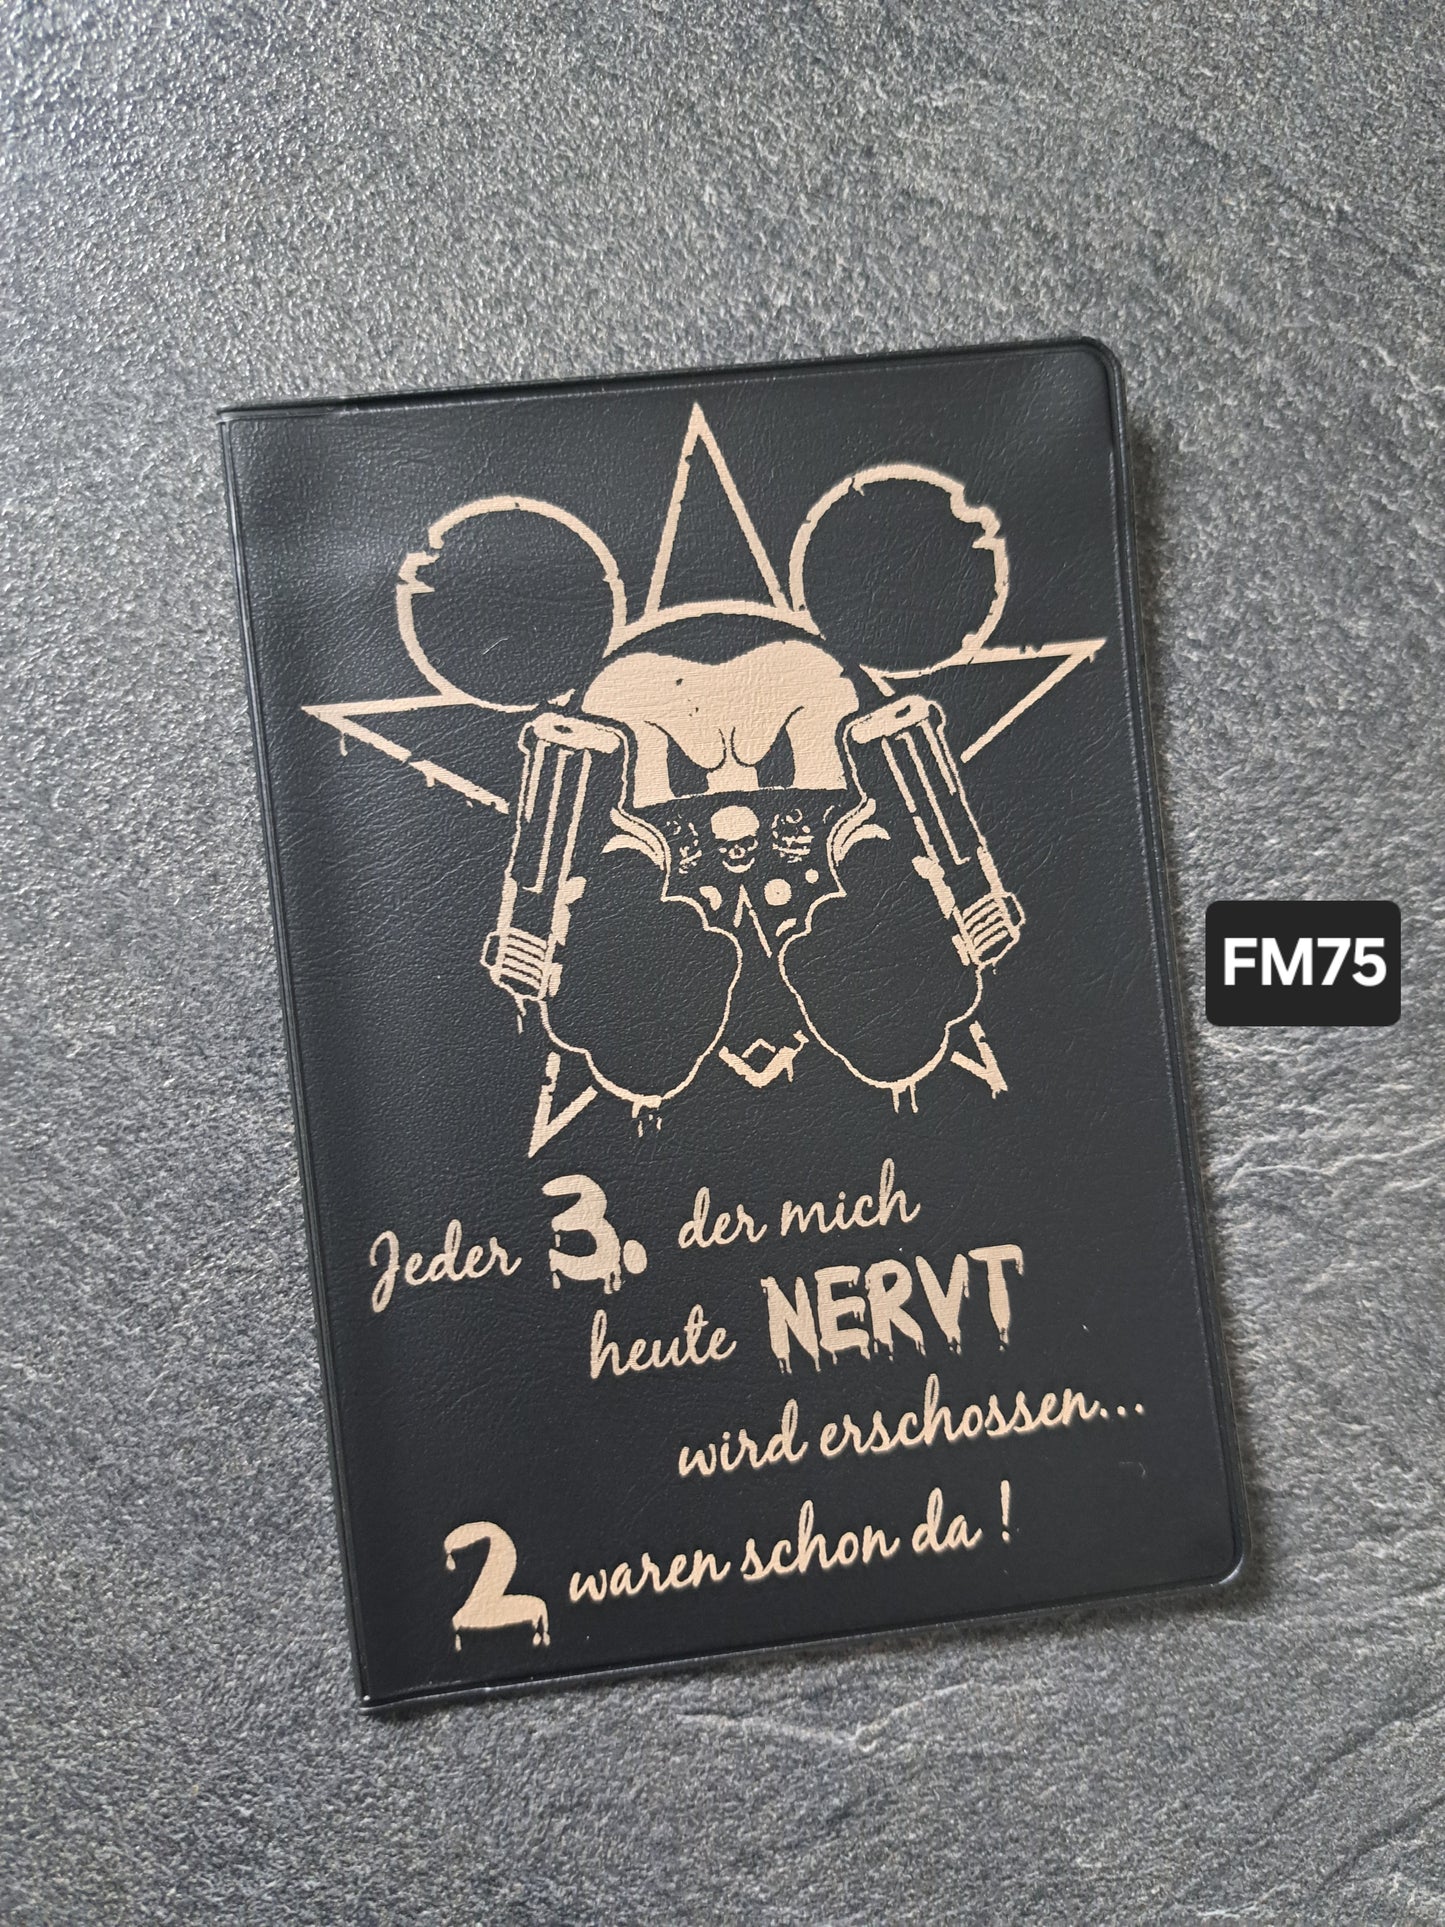 Jeder 3. der mich
heute NERVT
wird erschossen...
2 waren schon da !
FM75